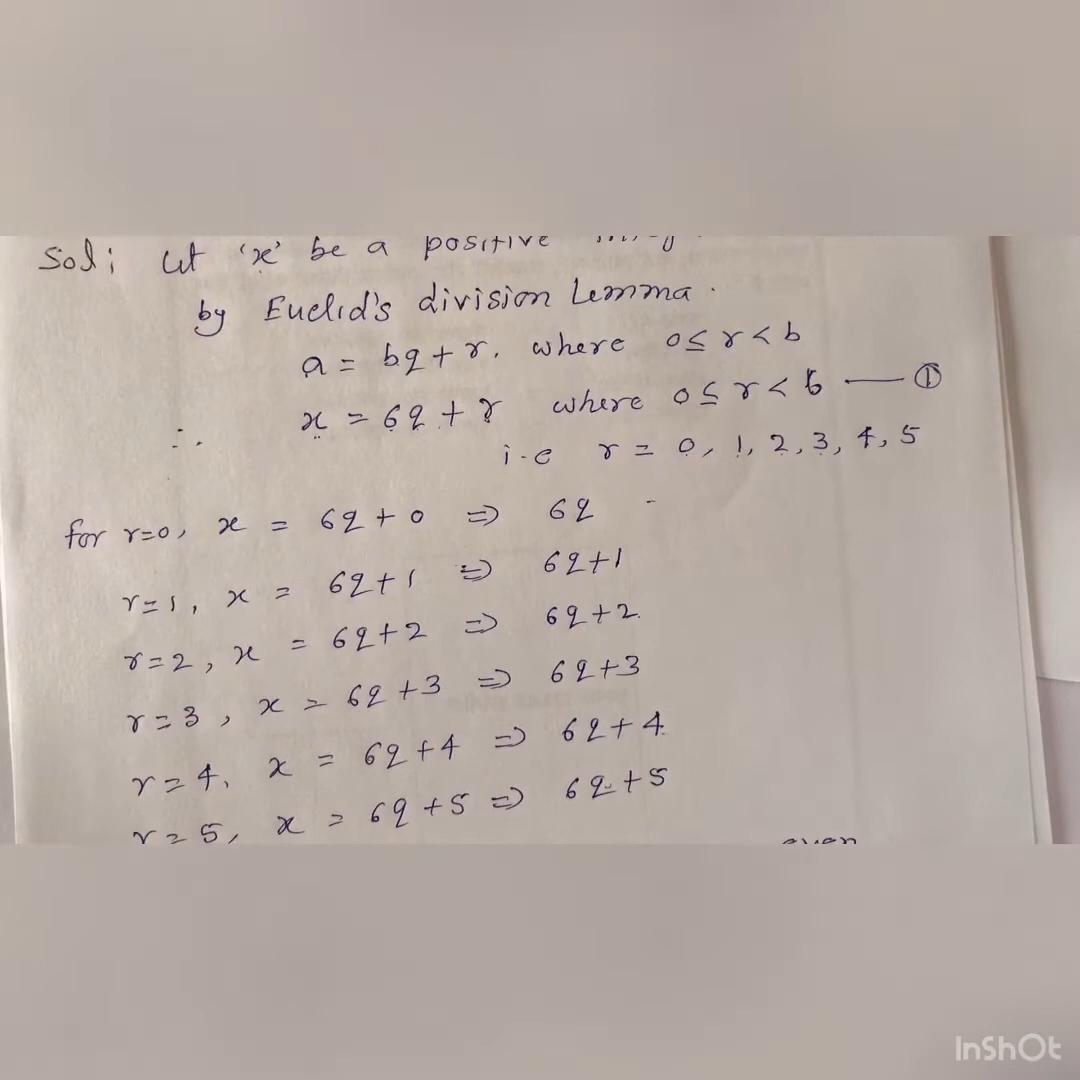 Sol; Let 'x' be a positive
by Euclid's division Lemma.
a = bq + r, where 0 ≤ r < b
∴ x = 6q + r where 0 ≤ r < 6 — ①
i.e r = 0, 1, 2, 3, 4, 5
for r=0, x = 6q + 0 => 6q
r=1, x = 6q+1 => 6q+1
r=2, x = 6q+2 => 6q+2
r=3, x = 6q+3 => 6q+3
r=4, x = 6q+4 => 6q+4
r=5, x = 6q+5 => 6q+5
even
InShOt